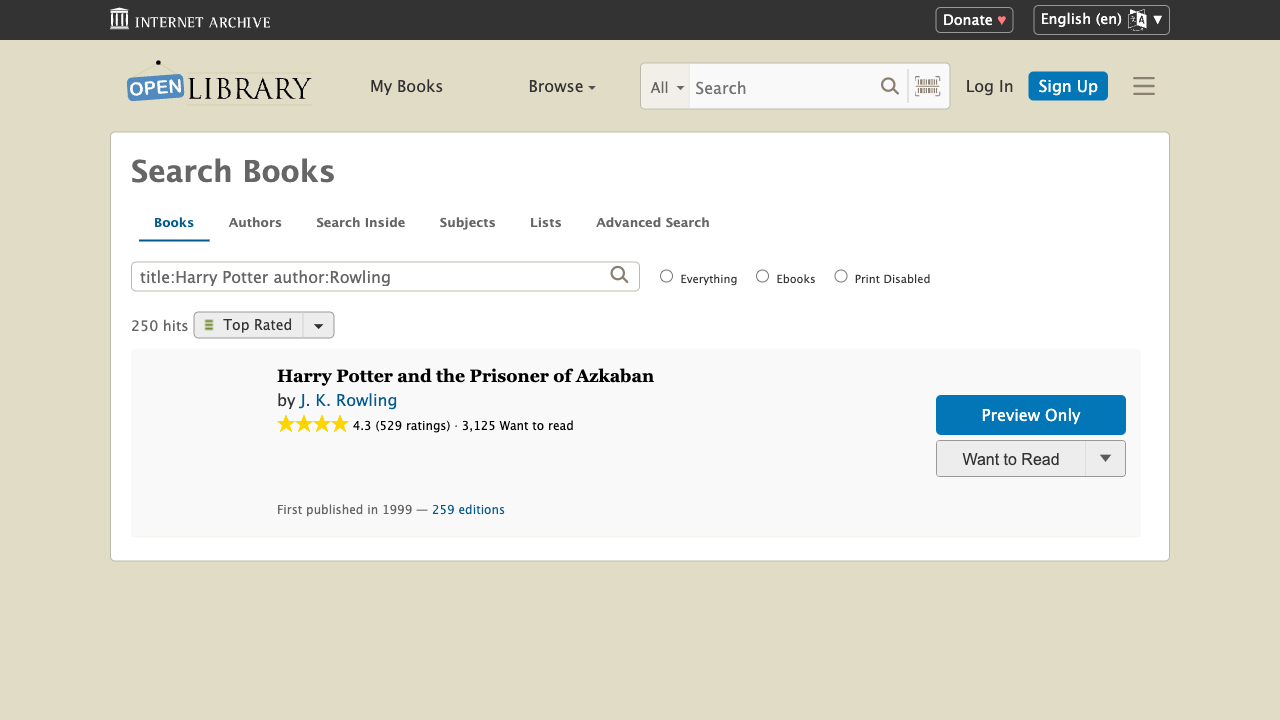 INTERNET ARCHIVE
Donate ♥
English (en) ▼
OPEN LIBRARY
My Books
Browse
All
Search
Log In
Sign Up
Search Books
Books
Authors
Search Inside
Subjects
Lists
Advanced Search
title:Harry Potter author:Rowling
Everything
Ebooks
Print Disabled
250 hits
Top Rated
Harry Potter and the Prisoner of Azkaban
by J. K. Rowling
★★★★ 4.3 (529 ratings) · 3,125 Want to read
Preview Only
Want to Read
First published in 1999 — 259 editions